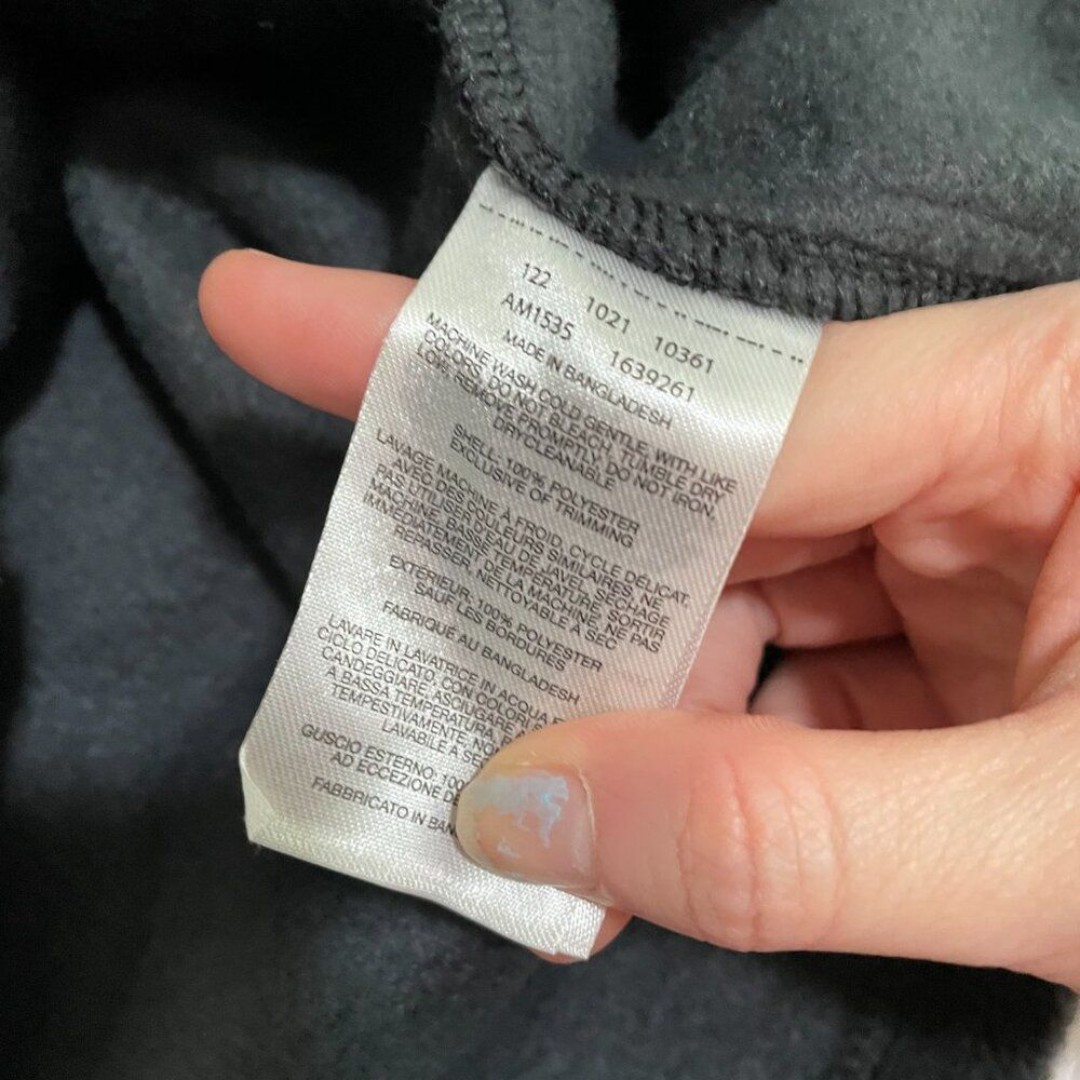 122 1021 10361
AM1535 1639261
MADE IN BANGLADESH
MACHINE WASH COLD GENTLE, WITH LIKE
COLORS, DO NOT BLEACH, TUMBLE DRY
LOW, REMOVE PROMPTLY, DO NOT IRON,
DRYCLEANABLE
SHELL: 100% POLYESTER
EXCLUSIVE OF TRIMMING
LAVAGE MACHINE À FROID, CYCLE DÉLICAT,
AVEC DES COULEURS SIMILAIRES, NE
PAS UTILISER D'EAU DE JAVEL, SÉCHAGE
MACHINE, BASSE TEMPÉRATURE, SORTIR
IMMÉDIATEMENT DE LA MACHINE, NE PAS
REPASSER, NETTOYABLE À SEC
EXTÉRIEUR: 100% POLYESTER
SAUF LES BORDURES
FABRIQUÉ AU BANGLADESH
LAVARE IN LAVATRICE IN ACQUA
CICLO DELICATO, CON COLORI
CANDEGGIARE, ASCIUGARE
A BASSA TEMPERATURA,
TEMPESTIVAMENTE,
LAVABILE A
GUSCIO ESTERNO:
AD ECCEZIONE
FABBRICATO IN